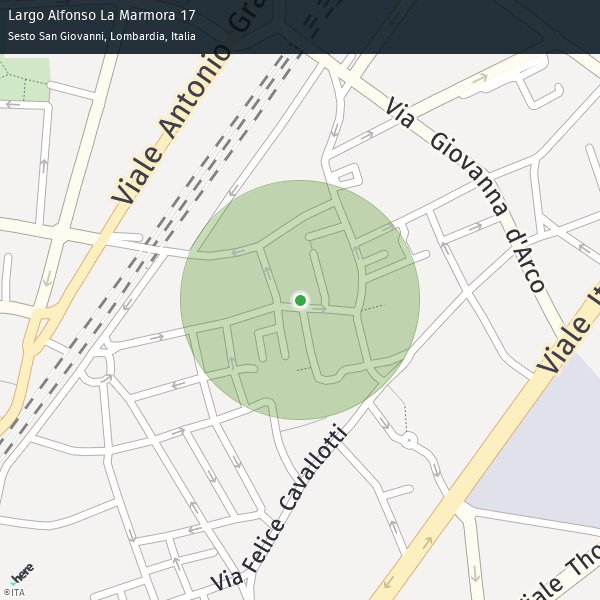 Largo Alfonso La Marmora 17
Sesto San Giovanni, Lombardia, Italia
Viale Antonio Gra
Via Giovanna d'Arco
Viale It
Via Felice Cavallotti
Viale Tho
here
©ITA